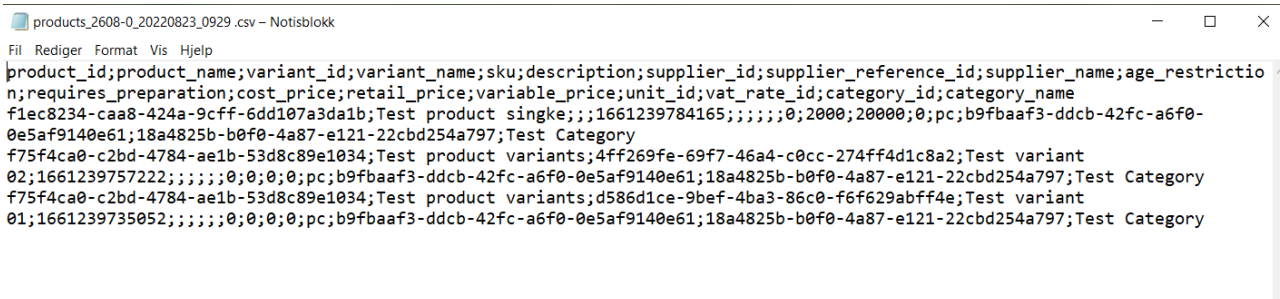 products_2608-0_20220823_0929 .csv – Notisblokk
Fil Rediger Format Vis Hjelp
product_id;product_name;variant_id;variant_name;sku;description;supplier_id;supplier_reference_id;supplier_name;age_restrictio
n;requires_preparation;cost_price;retail_price;variable_price;unit_id;vat_rate_id;category_id;category_name
f1ec8234-caa8-424a-9cff-6dd107a3da1b;Test product singke;;;1661239784165;;;;;;0;2000;20000;0;pc;b9fbaaf3-ddcb-42fc-a6f0-
0e5af9140e61;18a4825b-b0f0-4a87-e121-22cbd254a797;Test Category
f75f4ca0-c2bd-4784-ae1b-53d8c89e1034;Test product variants;4ff269fe-69f7-46a4-c0cc-274ff4d1c8a2;Test variant
02;1661239757222;;;;;;0;0;0;0;pc;b9fbaaf3-ddcb-42fc-a6f0-0e5af9140e61;18a4825b-b0f0-4a87-e121-22cbd254a797;Test Category
f75f4ca0-c2bd-4784-ae1b-53d8c89e1034;Test product variants;d586d1ce-9bef-4ba3-86c0-f6f629abff4e;Test variant
01;1661239735052;;;;;;0;0;0;0;pc;b9fbaaf3-ddcb-42fc-a6f0-0e5af9140e61;18a4825b-b0f0-4a87-e121-22cbd254a797;Test Category